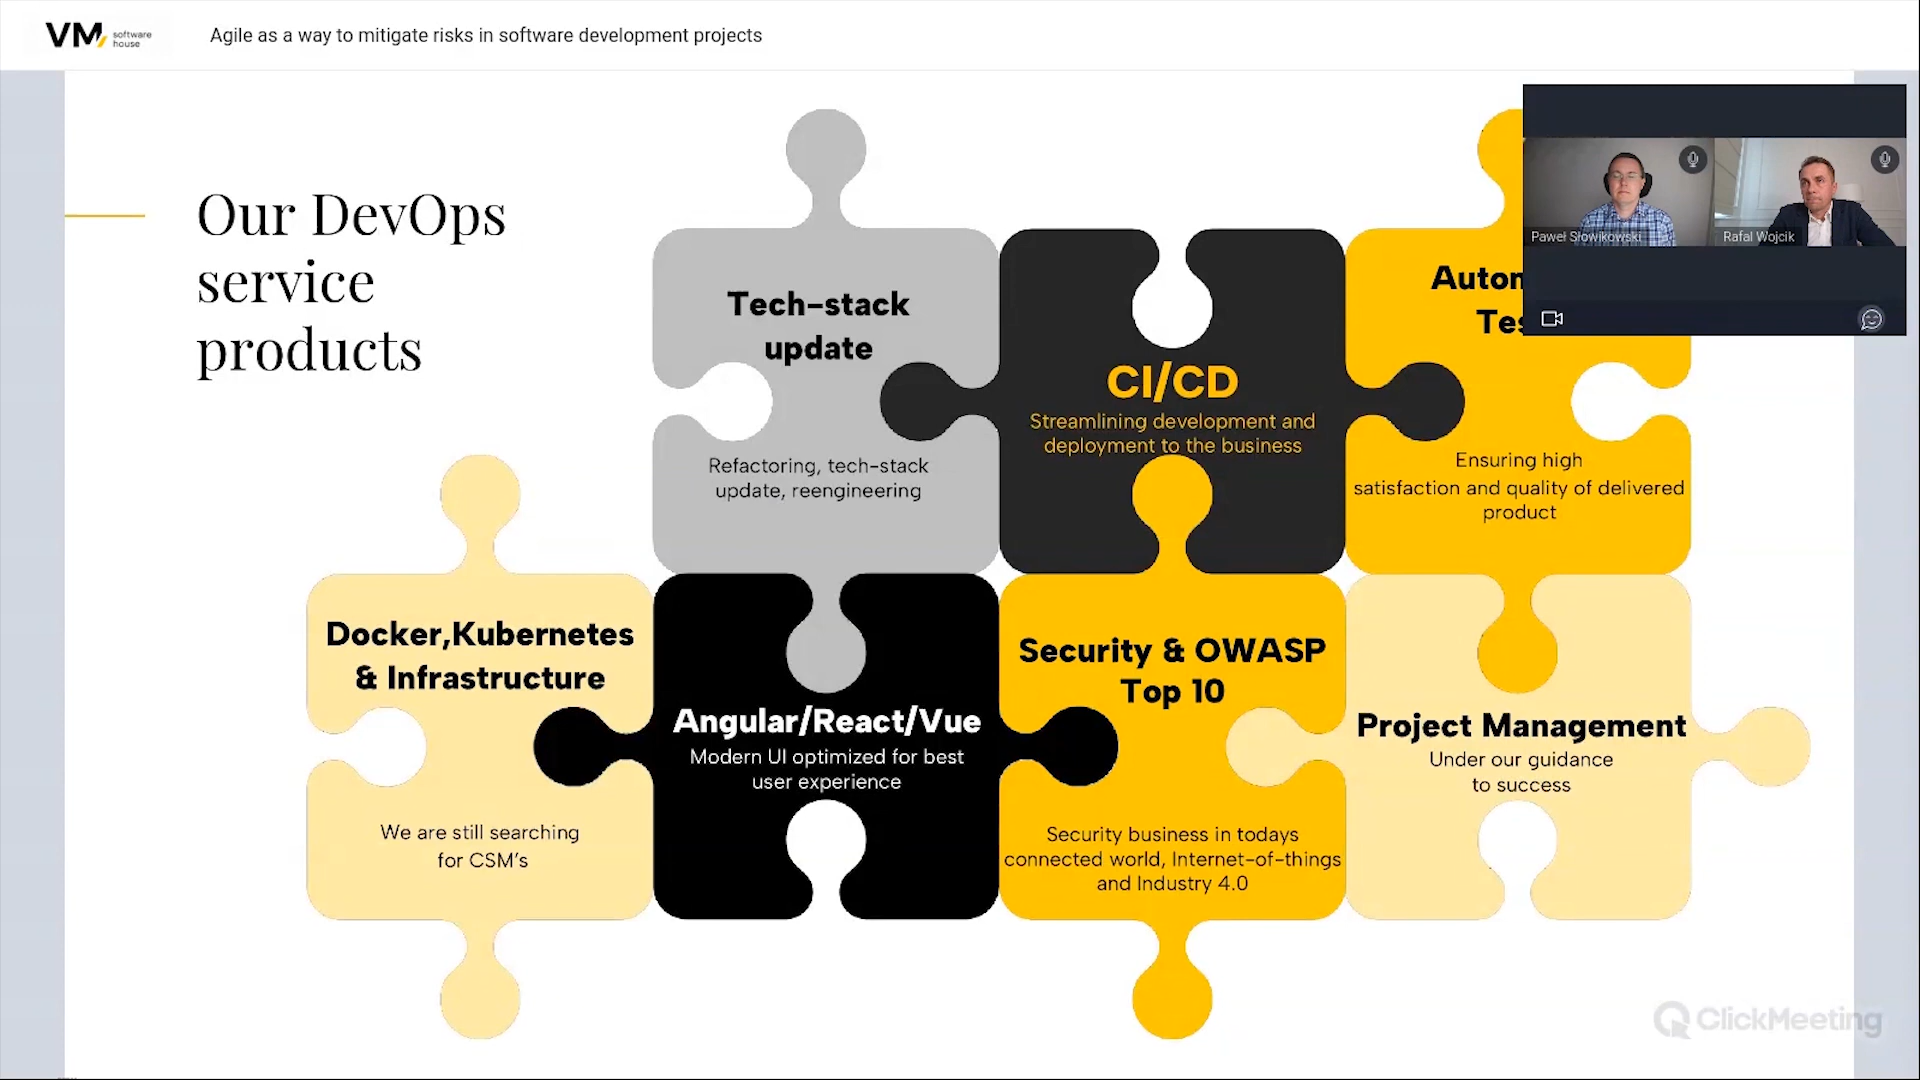 VM software house
Agile as a way to mitigate risks in software development projects
Our DevOps
service
products
Tech-stack
update
Refactoring, tech-stack
update, reengineering
CI/CD
Streamlining development and
deployment to the business
Ensuring high
satisfaction and quality of delivered
product
Paweł Słowikowski
Rafal Wojcik
Docker,Kubernetes
& Infrastructure
We are still searching
for CSM's
Angular/React/Vue
Modern UI optimized for best
user experience
Security & OWASP
Top 10
Security business in todays
connected world, Internet-of-things
and Industry 4.0
Project Management
Under our guidance
to success
ClickMeeting